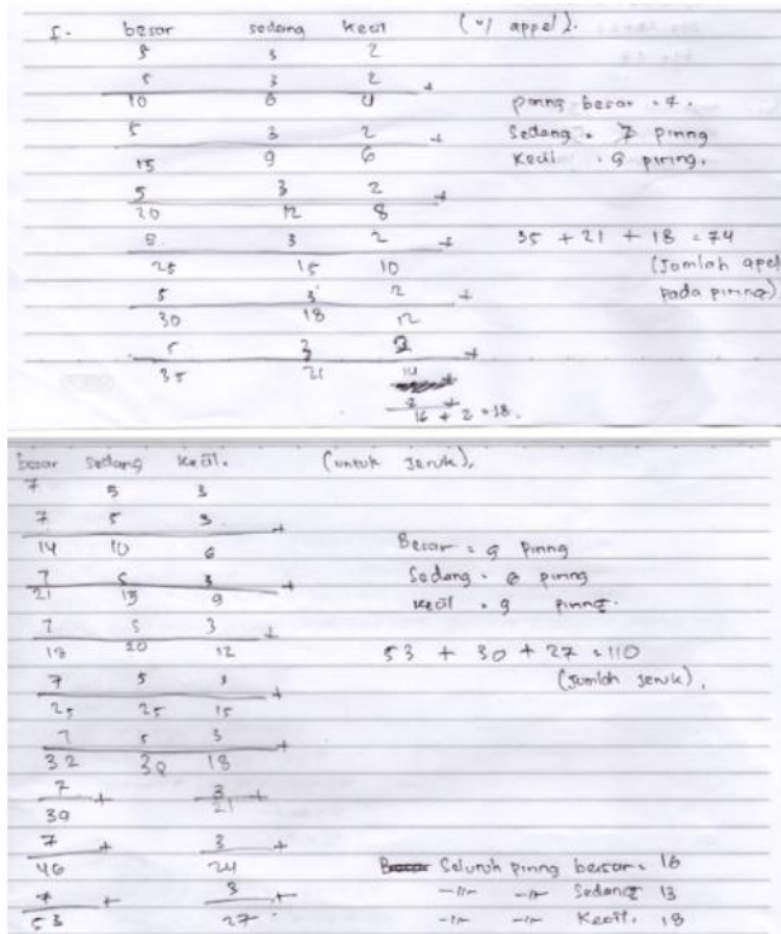 5. besar sedang kecil (u/ appel).
5 3 2
5 3 2 +
10 6 4
piring besar = 7.
5 3 2 +
Sedang = 7 piring
15 9 6
Kecil = 9 piring.
5 3 2 +
20 12 8
5 3 2 +
35 + 21 + 18 = 74
25 15 10
(Jumlah apel
5 3 2 +
pada piring)
30 18 12
5 3 2 +
35 21 14
2 +
16 + 2 = 18.
besar sedang kecil. (untuk jeruk).
7 5 3
7 5 3 +
14 10 6
Besar = 9 piring
7 5 3 +
Sedang = 6 piring
21 15 9
kecil = 9 piring.
7 5 3 +
18 20 12
53 + 30 + 27 = 110
7 5 3 +
(Jumlah jeruk).
25 25 15
7 5 3 +
32 30 18
7 + 3 +
39 21
7 + 3 +
46 24
Seluruh piring besar = 16
7 + 3 +
-"- -"- Sedang 13
53 27
-"- -"- Kecil. 18